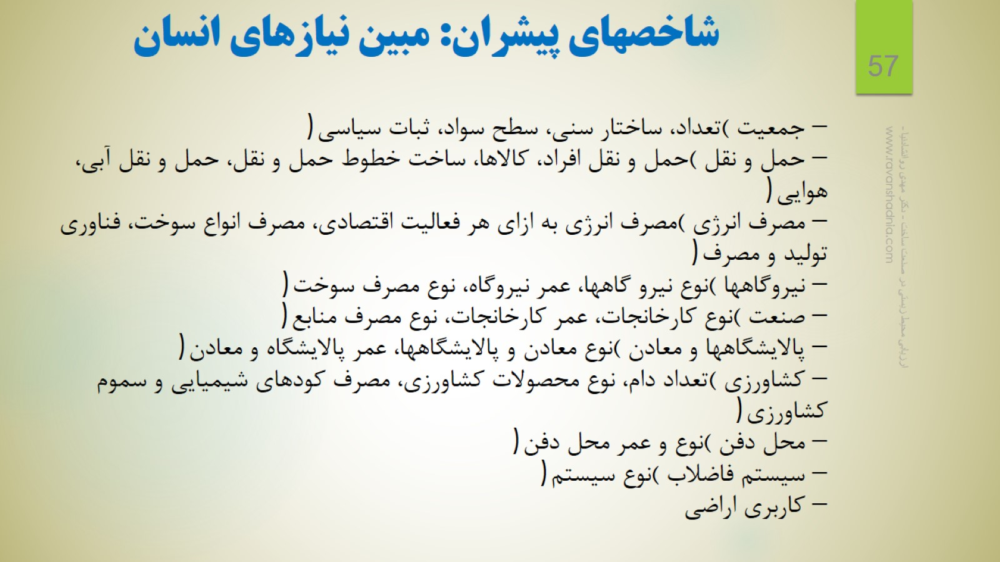 شاخصهای پیشران: مبین نیازهای انسان
57
– جمعیت )تعداد، ساختار سنی، سطح سواد، ثبات سیاسی(
– حمل و نقل )حمل و نقل افراد، کالاها، ساخت خطوط حمل و نقل، حمل و نقل آبی،
هوایی(
– مصرف انرژی )مصرف انرژی به ازای هر فعالیت اقتصادی، مصرف انواع سوخت، فناوری
تولید و مصرف(
– نیروگاهها )نوع نیرو گاهها، عمر نیروگاه، نوع مصرف سوخت(
– صنعت )نوع کارخانجات، عمر کارخانجات، نوع مصرف منابع(
– پالایشگاهها و معادن )نوع معادن و پالایشگاهها، عمر پالایشگاه و معادن(
– کشاورزی )تعداد دام، نوع محصولات کشاورزی، مصرف کودهای شیمیایی و سموم
کشاورزی(
– محل دفن )نوع و عمر محل دفن(
– سیستم فاضلاب )نوع سیستم(
– کاربری اراضی
ارزیابی محیط زیستی در صنعت ساخت - دکتر مهدی روانشادنیا -
www.ravanshadnia.com